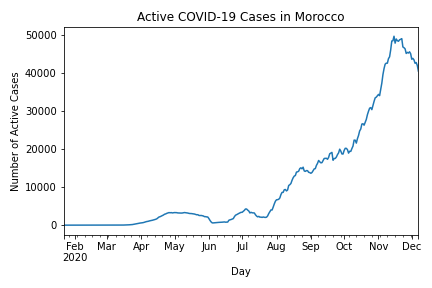 Active COVID-19 Cases in Morocco
Number of Active Cases
50000
40000
30000
20000
10000
0
Feb Mar Apr May Jun Jul Aug Sep Oct Nov Dec
2020
Day